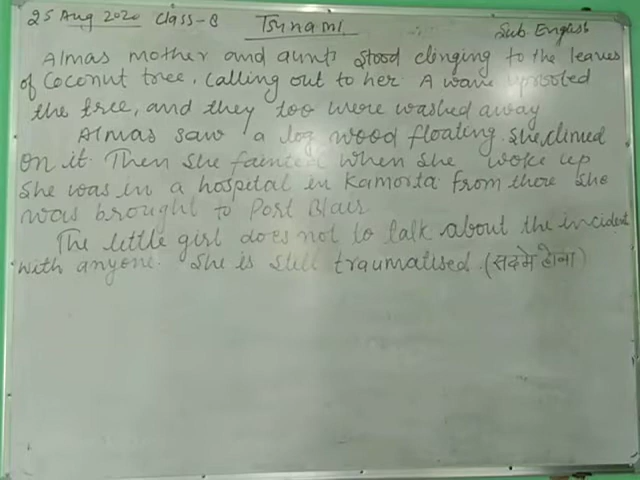 25 Aug 2020 Class-8 Tsunami Sub. English
Almas mother and aunts stood clinging to the leaves
of Coconut tree, Calling out to her A wave uprooted
the tree, and they too were washed away
Almas saw a log wood floating. she climed
on it. Then she fainted when she woke up
She was in a hospital in Kamorta. from there she
was brought to Port Blair
The little girl does not to talk about the incident
with anyone. She is still traumatised. (सदमे होना)